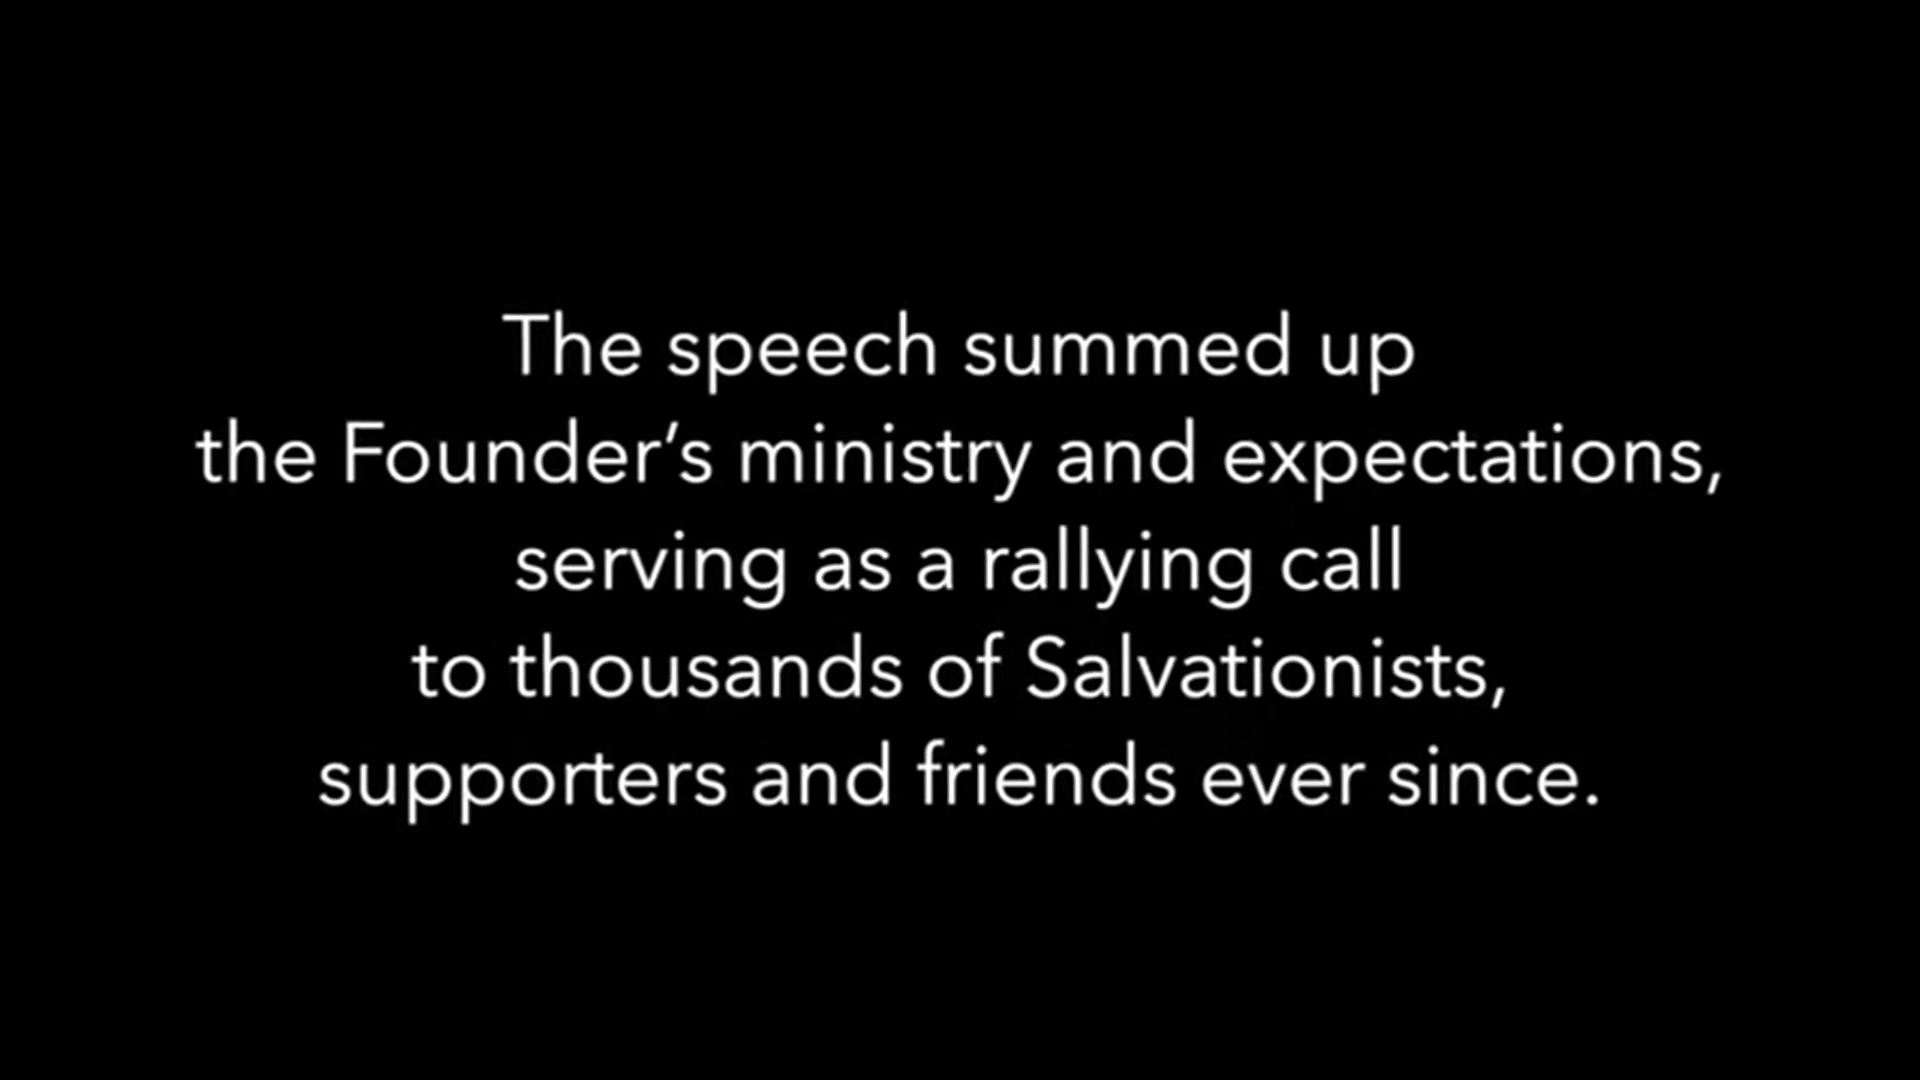 The speech summed up
the Founder’s ministry and expectations,
serving as a rallying call
to thousands of Salvationists,
supporters and friends ever since.